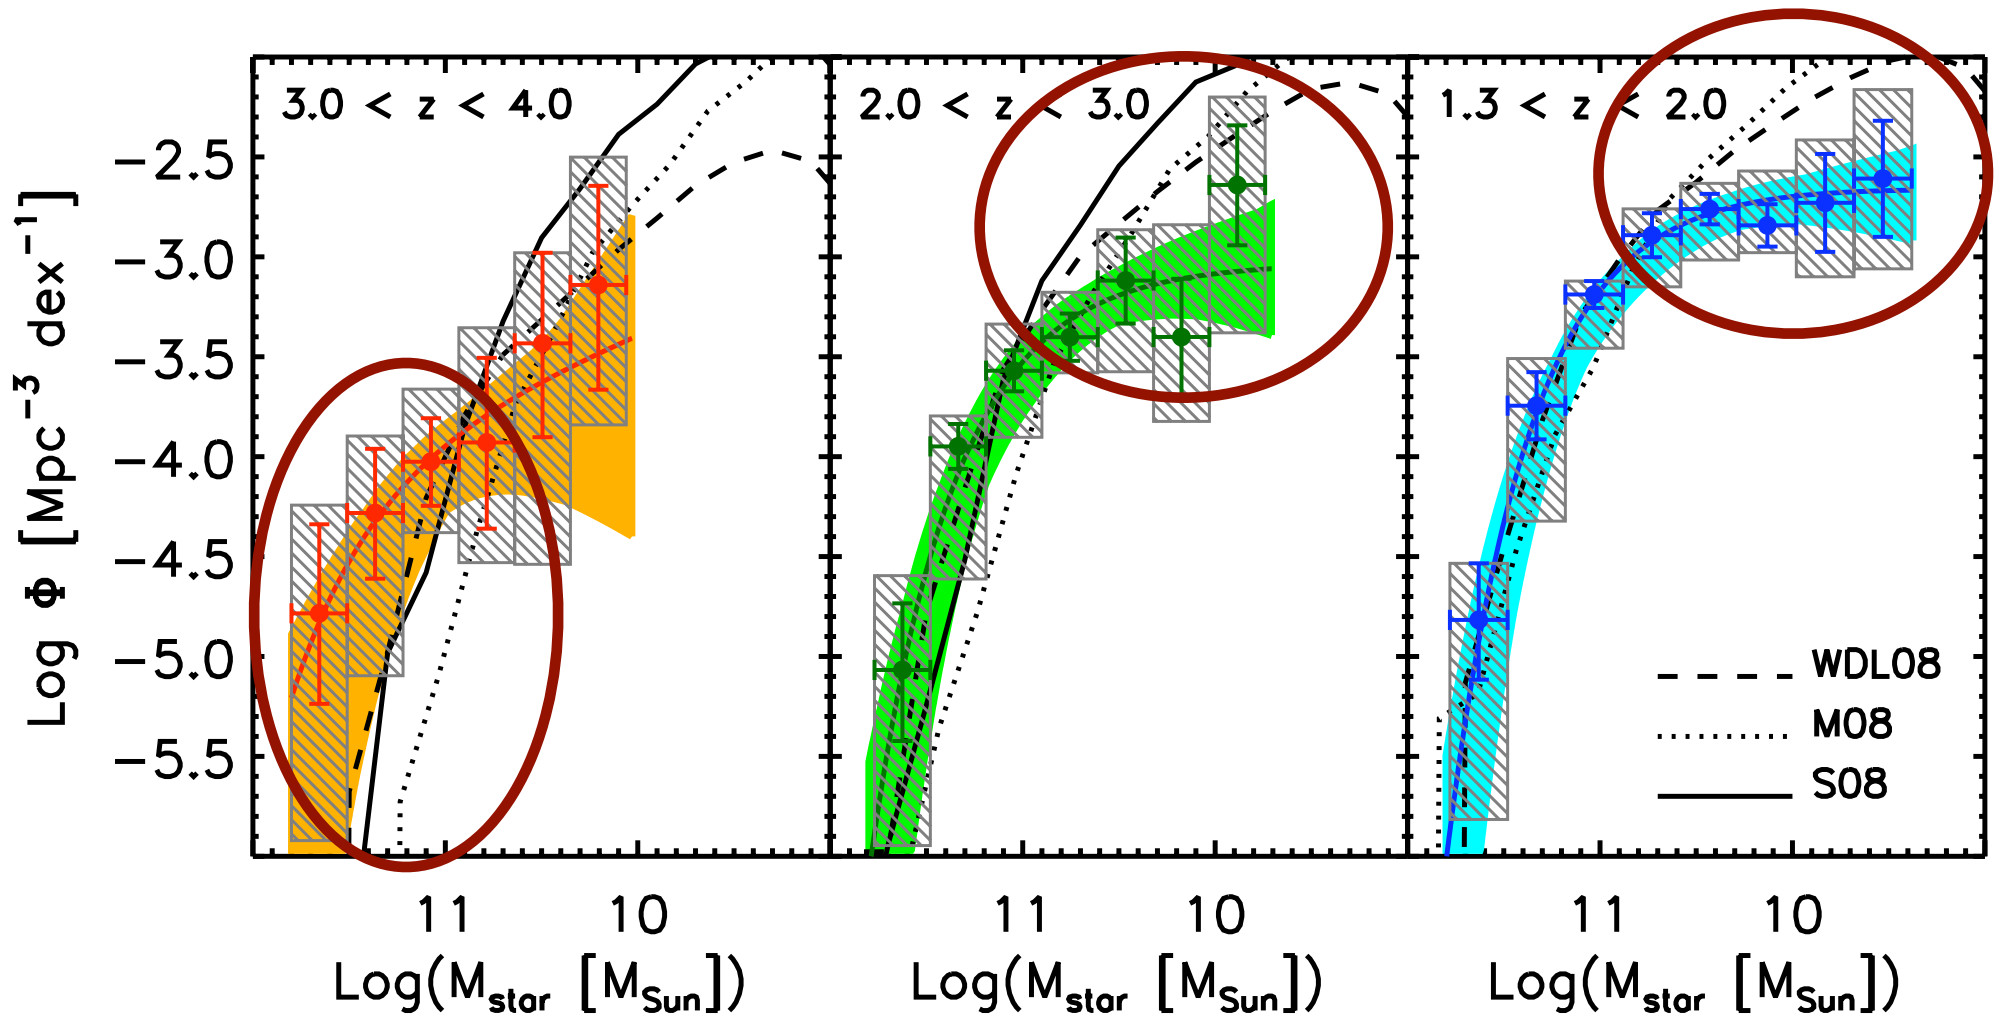 3.0 < z < 4.0
2.0 < z < 3.0
1.3 < z < 2.0
Log Φ [Mpc⁻³ dex⁻¹]
−2.5
−3.0
−3.5
−4.0
−4.5
−5.0
−5.5
WDL08
M08
S08
11 10
11 10
11 10
Log(M_star [M_Sun])
Log(M_star [M_Sun])
Log(M_star [M_Sun])